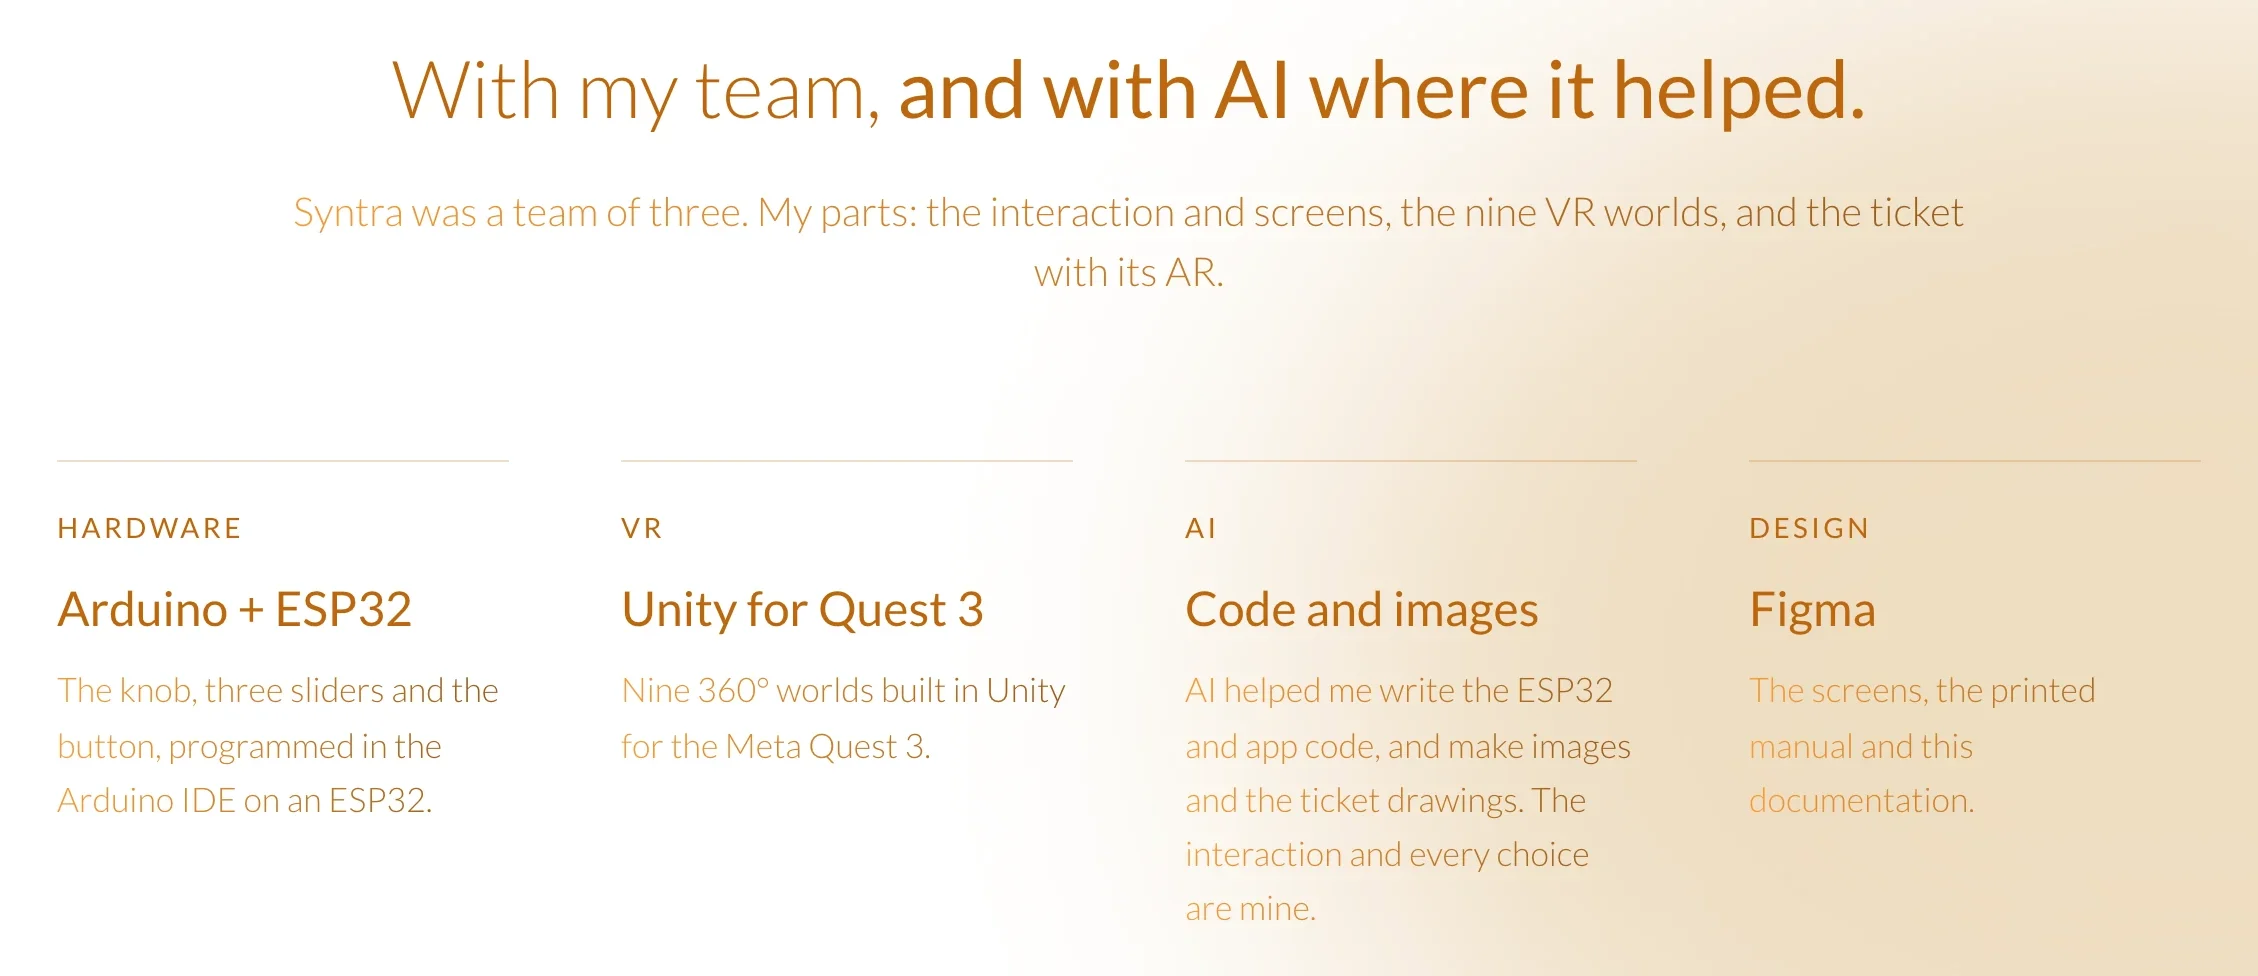 With my team, and with AI where it helped.
Syntra was a team of three. My parts: the interaction and screens, the nine VR worlds, and the ticket
with its AR.
HARDWARE
Arduino + ESP32
The knob, three sliders and the
button, programmed in the
Arduino IDE on an ESP32.
VR
Unity for Quest 3
Nine 360° worlds built in Unity
for the Meta Quest 3.
AI
Code and images
AI helped me write the ESP32
and app code, and make images
and the ticket drawings. The
interaction and every choice
are mine.
DESIGN
Figma
The screens, the printed
manual and this
documentation.